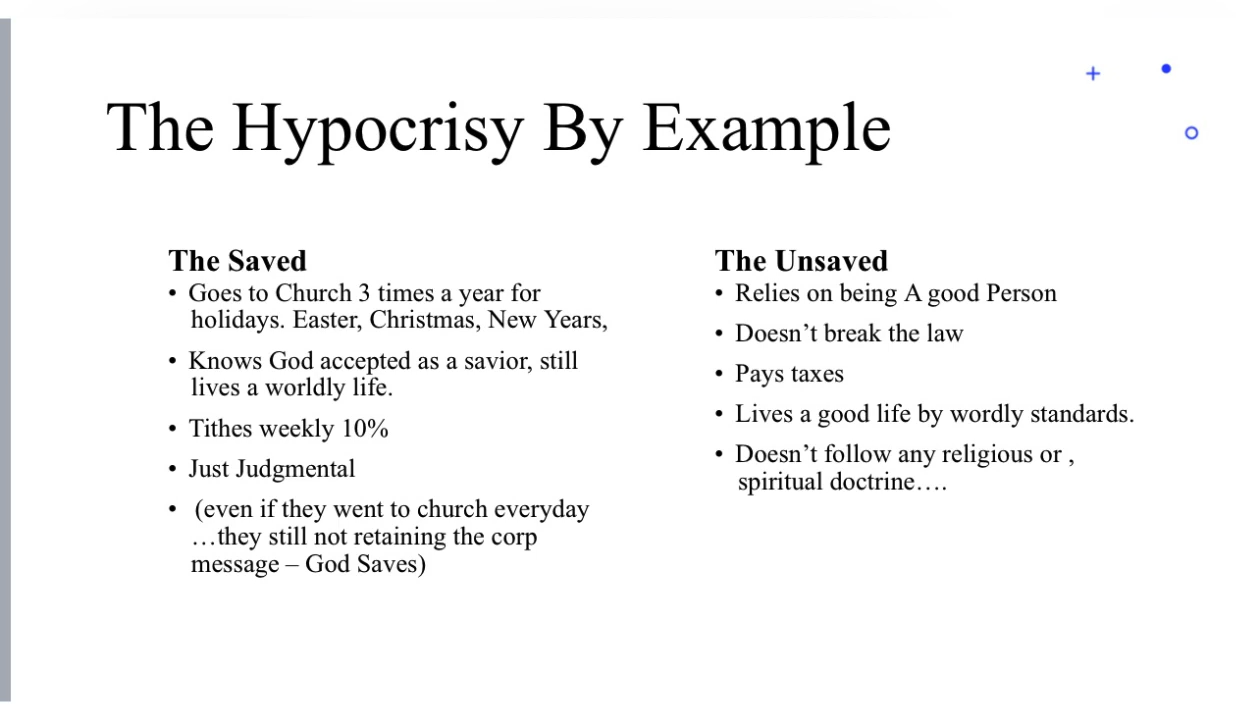 The Hypocrisy By Example
The Saved
• Goes to Church 3 times a year for
holidays. Easter, Christmas, New Years,
• Knows God accepted as a savior, still
lives a worldly life.
• Tithes weekly 10%
• Just Judgmental
• (even if they went to church everyday
…they still not retaining the corp
message – God Saves)
The Unsaved
• Relies on being A good Person
• Doesn’t break the law
• Pays taxes
• Lives a good life by wordly standards.
• Doesn’t follow any religious or ,
spiritual doctrine….